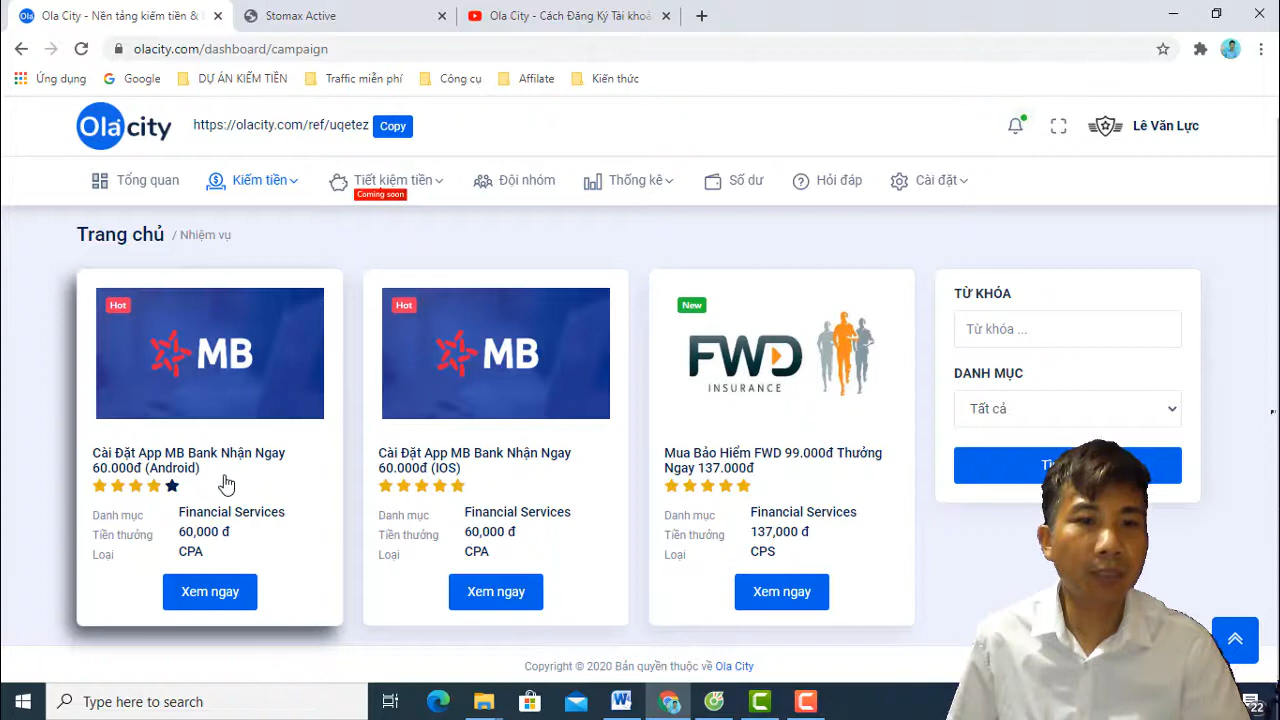 Ola City - Nền tảng kiếm tiền &
Stomax Active
Ola City - Cách Đăng Ký Tài khoả
olacity.com/dashboard/campaign
Ứng dụng
Google
DỰ ÁN KIẾM TIỀN
Traffic miễn phí
Công cụ
Affilate
Kiến thức
Ola city
https://olacity.com/ref/uqetez
Copy
Lê Văn Lực
Tổng quan
Kiếm tiền
Tiết kiệm tiền
Coming soon
Đội nhóm
Thống kê
Số dư
Hỏi đáp
Cài đặt
Trang chủ / Nhiệm vụ
Hot
MB
Cài Đặt App MB Bank Nhận Ngay
60.000đ (Android)
Danh mục Financial Services
Tiền thưởng 60,000 đ
Loại CPA
Xem ngay
Hot
MB
Cài Đặt App MB Bank Nhận Ngay
60.000đ (IOS)
Danh mục Financial Services
Tiền thưởng 60,000 đ
Loại CPA
Xem ngay
New
FWD
INSURANCE
Mua Bảo Hiểm FWD 99.000đ Thưởng
Ngay 137.000đ
Danh mục Financial Services
Tiền thưởng 137,000 đ
Loại CPS
Xem ngay
TỪ KHÓA
Từ khóa ...
DANH MỤC
Tất cả
Copyright © 2020 Bản quyền thuộc về Ola City
Type here to search
22